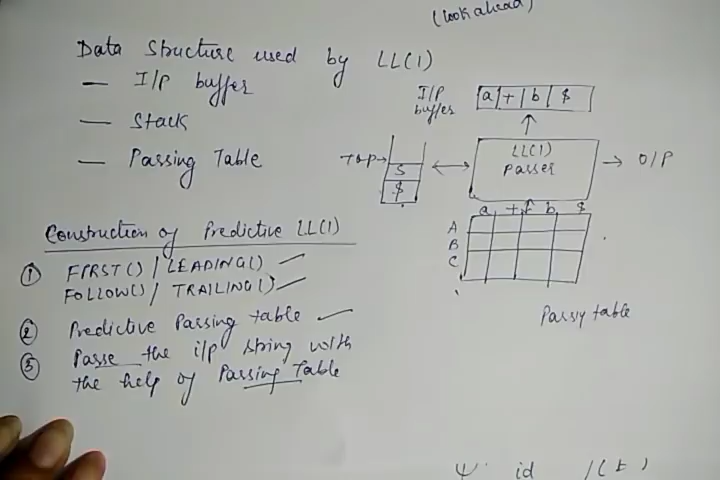 (look ahead)
Data Structure used by LL(1)
— I/P buffer
— Stack
— Passing Table
I/P buffer
a + b $
Top
S
$
LL(1)
Passer
O/P
a + b $
A
B
C
Passig table
Construction of Predictive LL(1)
① FIRST() / LEADING()
FOLLOW() / TRAILING()
② Predictive Passing table
③ Passe the i/p string with
the help of Passing Table
id